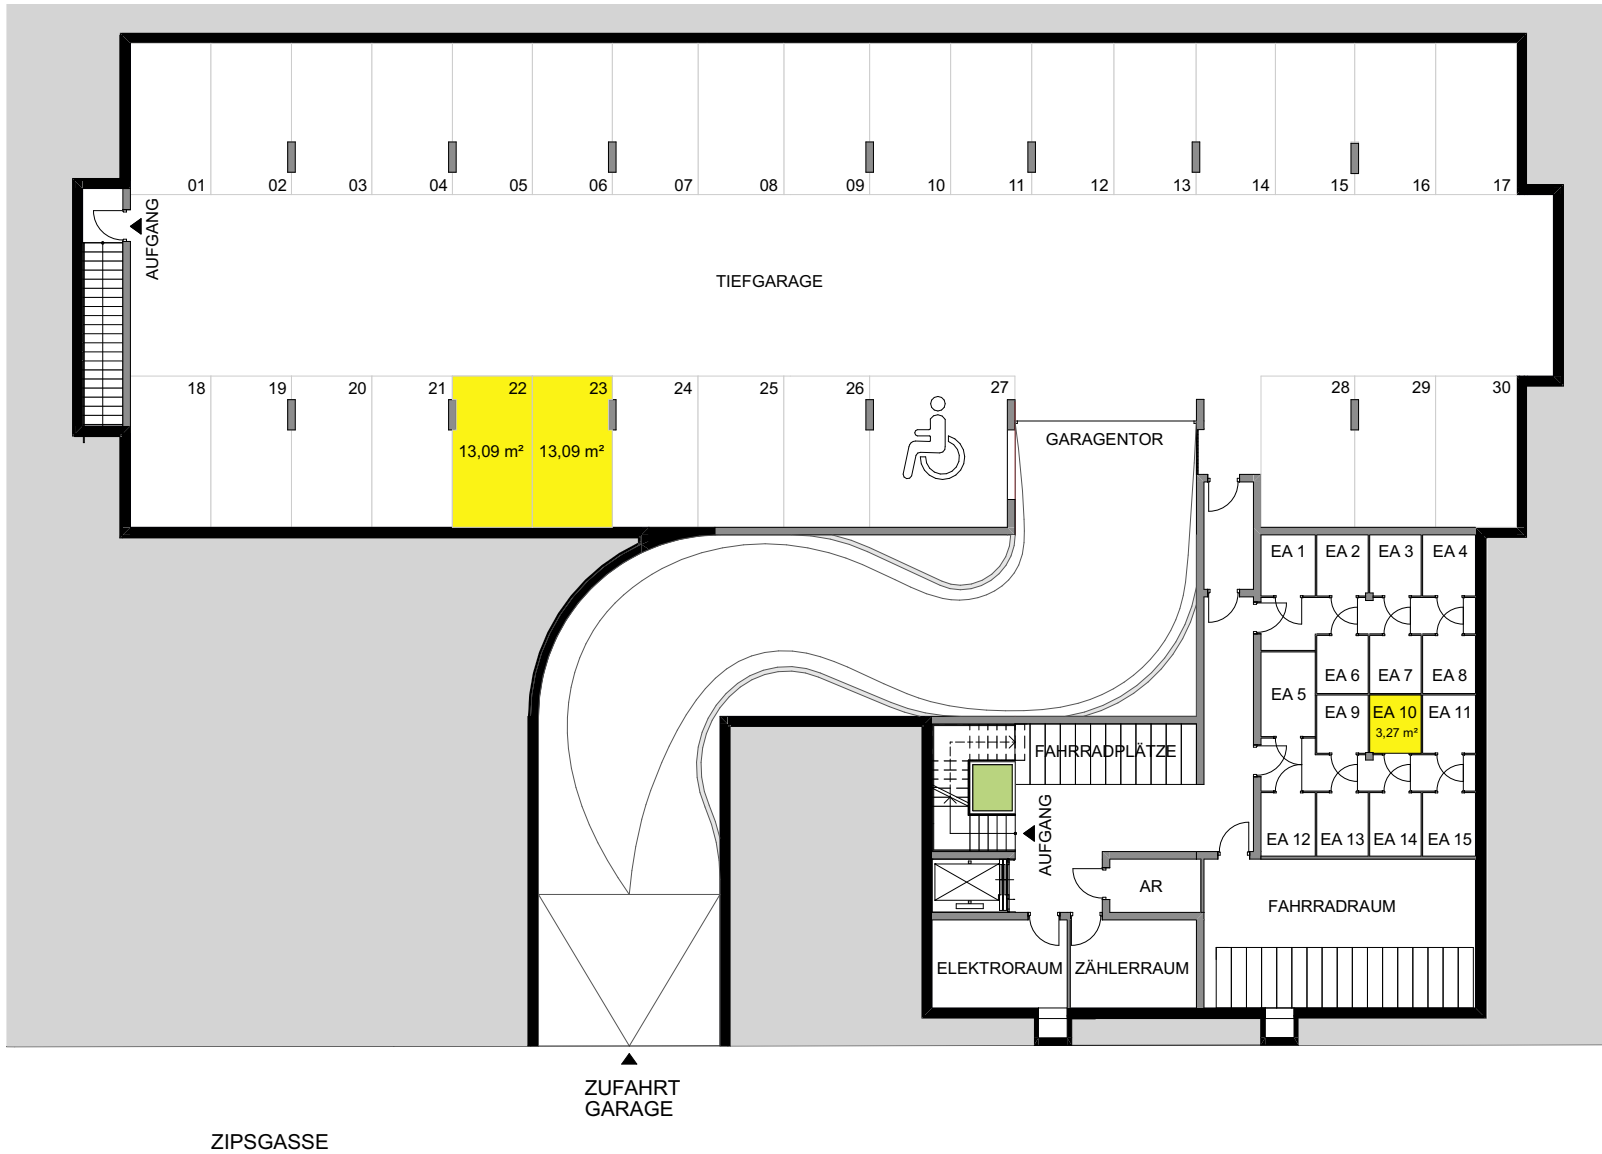 01 02 03 04 05 06 07 08 09 10 11 12 13 14 15 16 17
AUFGANG
TIEFGARAGE
18 19 20 21 22 23 24 25 26 27 28 29 30
13,09 m² 13,09 m²
GARAGENTOR
EA 1 EA 2 EA 3 EA 4
EA 5
EA 6 EA 7 EA 8
EA 9 EA 10 EA 11
3,27 m²
FAHRRADPLÄTZE
AUFGANG
EA 12 EA 13 EA 14 EA 15
AR
FAHRRADRAUM
ELEKTRORAUM ZÄHLERRAUM
ZUFAHRT
GARAGE
ZIPSGASSE